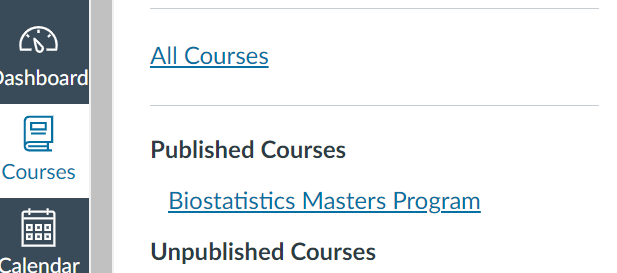 All Courses
Dashboard
Courses
Published Courses
Biostatistics Masters Program
Unpublished Courses
Calendar